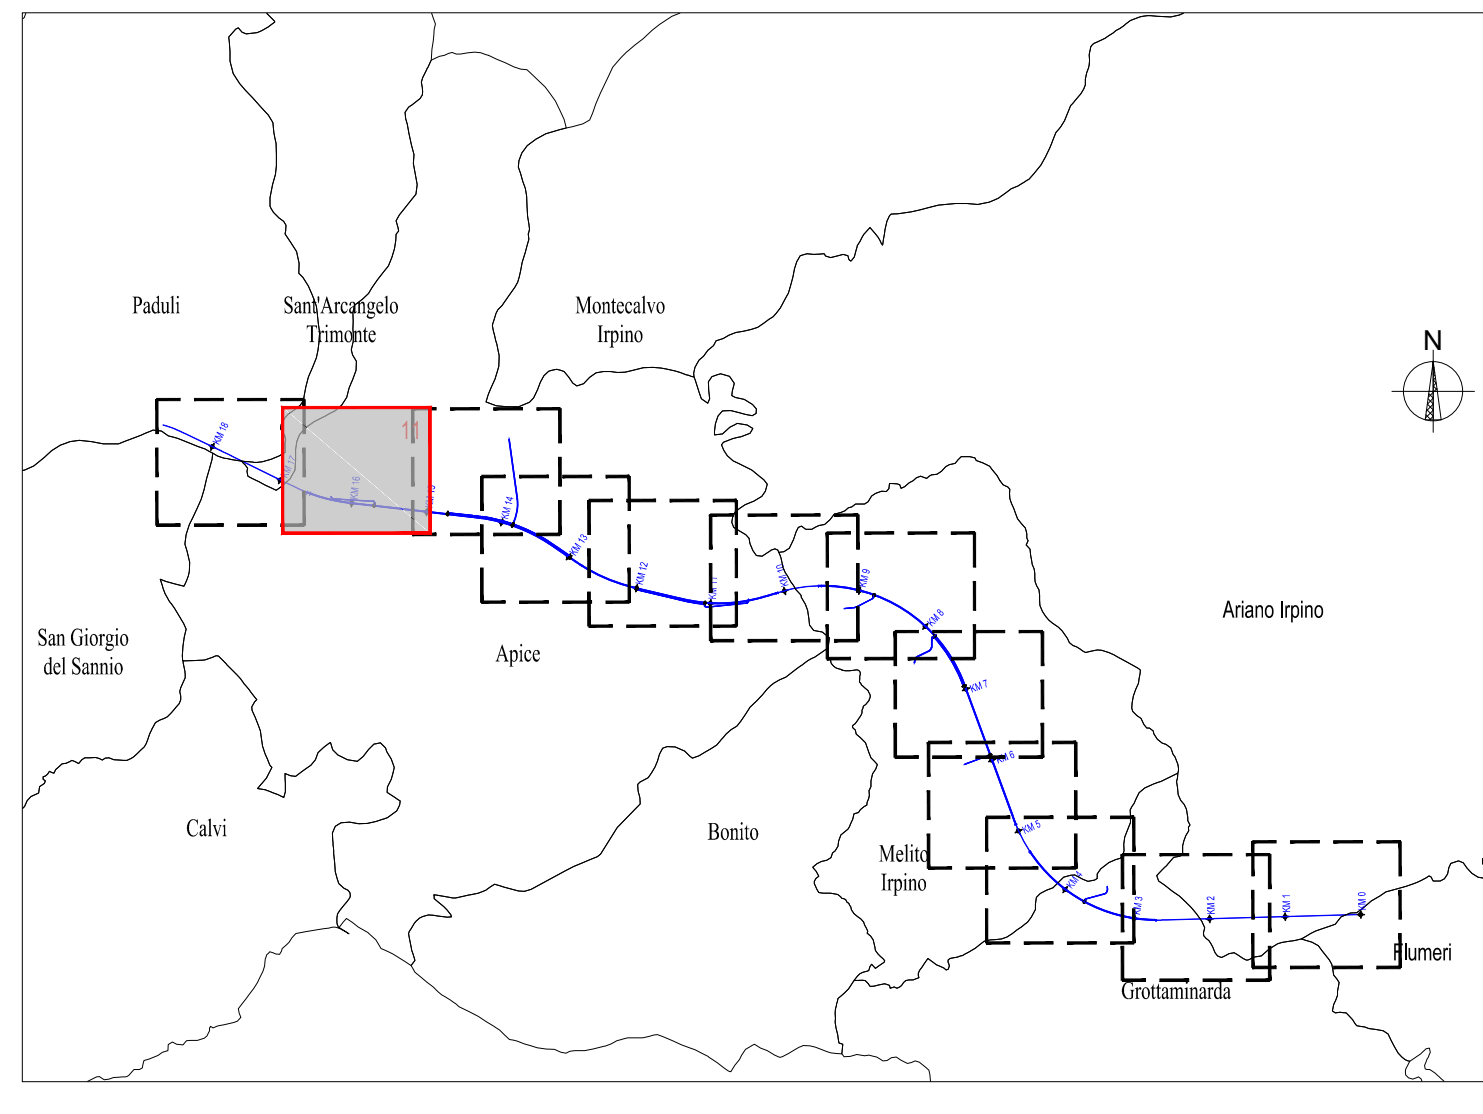 N
Paduli
Sant'Arcangelo
Trimonte
Montecalvo
Irpino
11
KM 18
KM 17
KM 16
KM 15
KM 14
KM 13
KM 12
KM 11
KM 10
KM 9
KM 8
KM 7
KM 6
KM 5
KM 4
KM 3
KM 2
KM 1
KM 0
Ariano Irpino
San Giorgio
del Sannio
Apice
Calvi
Bonito
Melito
Irpino
Flumeri
Grottaminarda